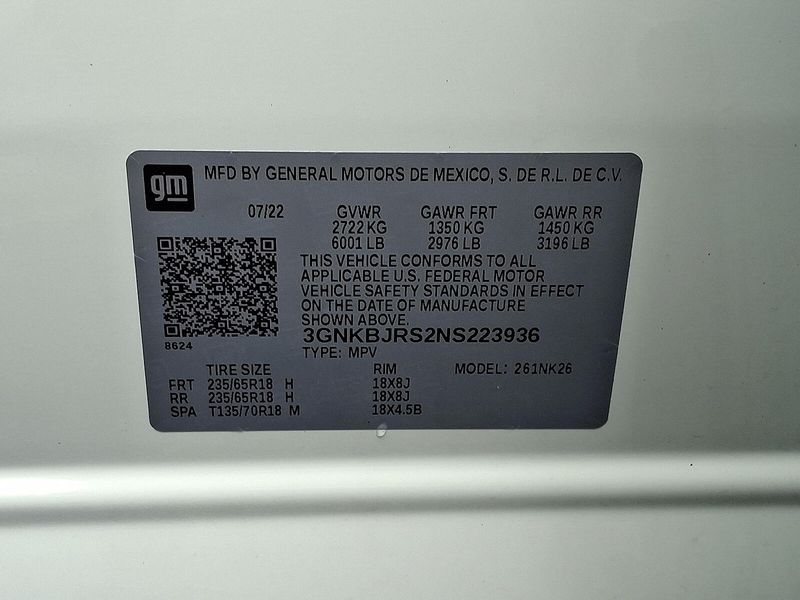 gm MFD BY GENERAL MOTORS DE MEXICO, S. DE R.L. DE C.V.
07/22 GVWR GAWR FRT GAWR RR
2722 KG 1350 KG 1450 KG
6001 LB 2976 LB 3196 LB
THIS VEHICLE CONFORMS TO ALL
APPLICABLE U.S. FEDERAL MOTOR
VEHICLE SAFETY STANDARDS IN EFFECT
ON THE DATE OF MANUFACTURE
SHOWN ABOVE.
3GNKBJRS2NS223936
8624
TYPE: MPV
TIRE SIZE RIM MODEL: 261NK26
FRT 235/65R18 H 18X8J
RR 235/65R18 H 18X8J
SPA T135/70R18 M 18X4.5B